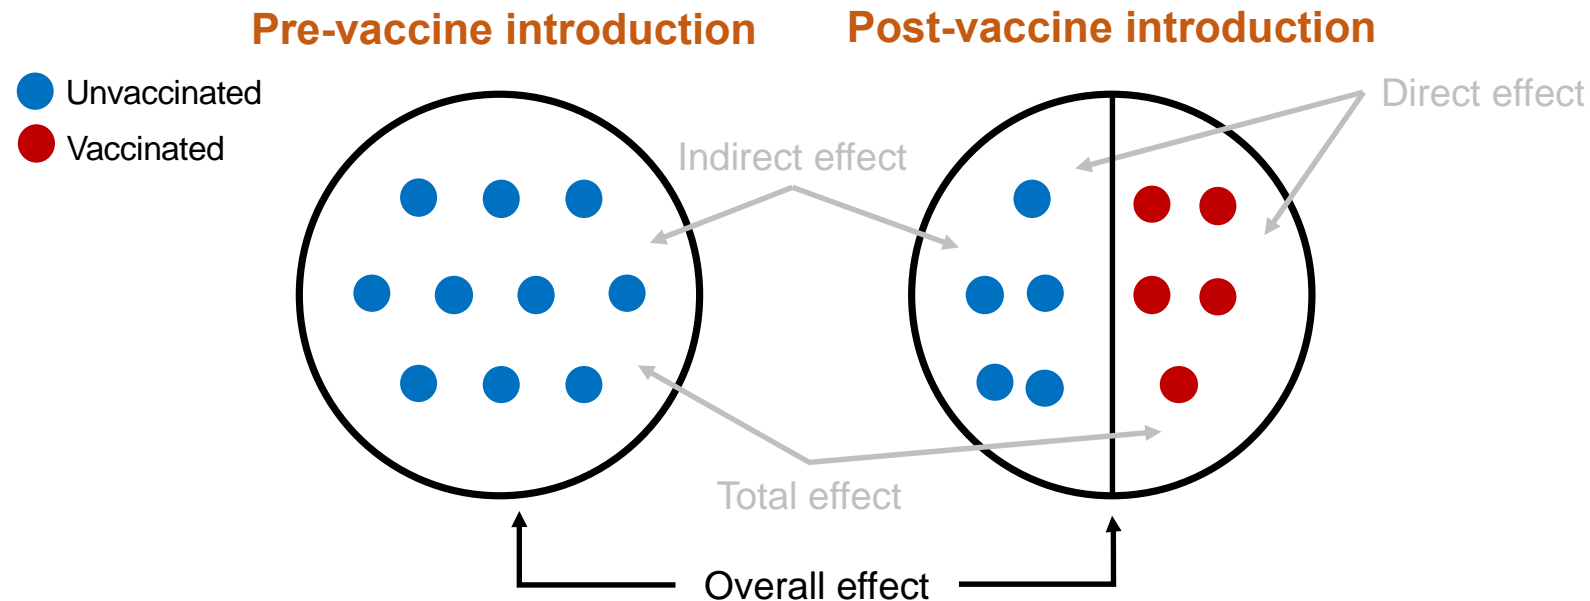 Pre-vaccine introduction
Post-vaccine introduction
Unvaccinated
Vaccinated
Direct effect
Indirect effect
Total effect
Overall effect